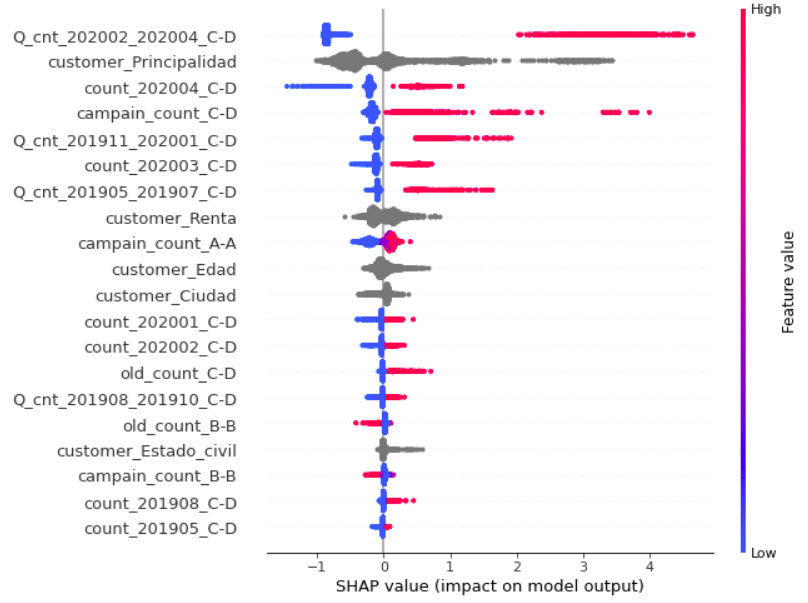 High
Q_cnt_202002_202004_C-D
customer_Principalidad
count_202004_C-D
campain_count_C-D
Q_cnt_201911_202001_C-D
count_202003_C-D
Q_cnt_201905_201907_C-D
customer_Renta
campain_count_A-A
customer_Edad
customer_Ciudad
count_202001_C-D
count_202002_C-D
old_count_C-D
Q_cnt_201908_201910_C-D
old_count_B-B
customer_Estado_civil
campain_count_B-B
count_201908_C-D
count_201905_C-D
Feature value
Low
−1 0 1 2 3 4
SHAP value (impact on model output)